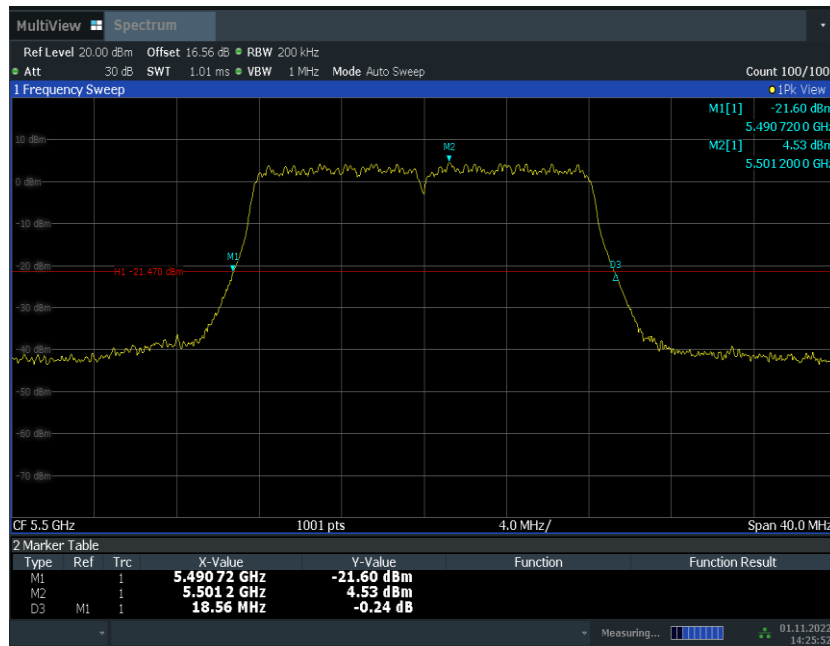 MultiView Spectrum
Ref Level 20.00 dBm Offset 16.56 dB RBW 200 kHz
Att 30 dB SWT 1.01 ms VBW 1 MHz Mode Auto Sweep Count 100/100
1 Frequency Sweep 1Pk View
M1[1] -21.60 dBm
5.490 720 0 GHz
M2[1] 4.53 dBm
5.501 200 0 GHz
10 dBm
M2
0 dBm
-10 dBm
M1
-20 dBm
H1 -21.470 dBm
D3
-30 dBm
-40 dBm
-50 dBm
-60 dBm
-70 dBm
CF 5.5 GHz 1001 pts 4.0 MHz/ Span 40.0 MHz
2 Marker Table
Type Ref Trc X-Value Y-Value Function Function Result
M1 1 5.490 72 GHz -21.60 dBm
M2 1 5.501 2 GHz 4.53 dBm
D3 M1 1 18.56 MHz -0.24 dB
Measuring... 01.11.2022
14:25:52